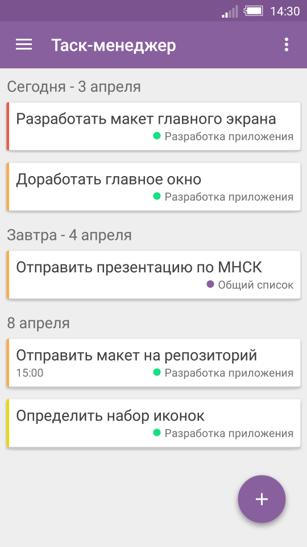 14:30
Таск-менеджер
Сегодня - 3 апреля
Разработать макет главного экрана
Разработка приложения
Доработать главное окно
Разработка приложения
Завтра - 4 апреля
Отправить презентацию по МНСК
Общий список
8 апреля
Отправить макет на репозиторий
15:00 Разработка приложения
Определить набор иконок
Разработка приложения
+